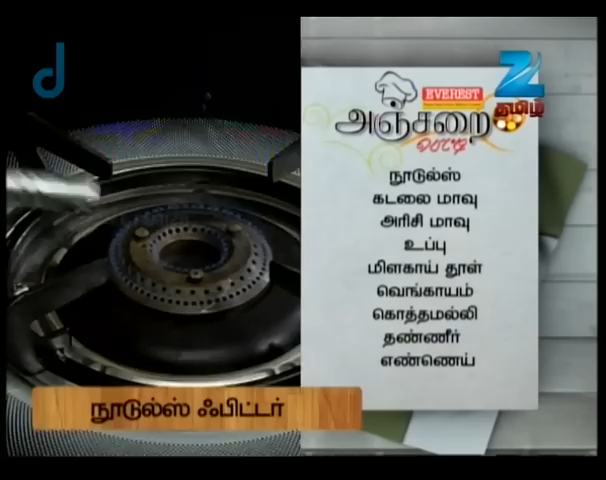 d
EVEREST
அஞ்சறை
பெட்டி
தமிழ்
நூடுல்ஸ்
கடலை மாவு
அரிசி மாவு
உப்பு
மிளகாய் தூள்
வெங்காயம்
கொத்தமல்லி
தண்ணீர்
எண்ணெய்
நூடுல்ஸ் ஃபிட்டர்